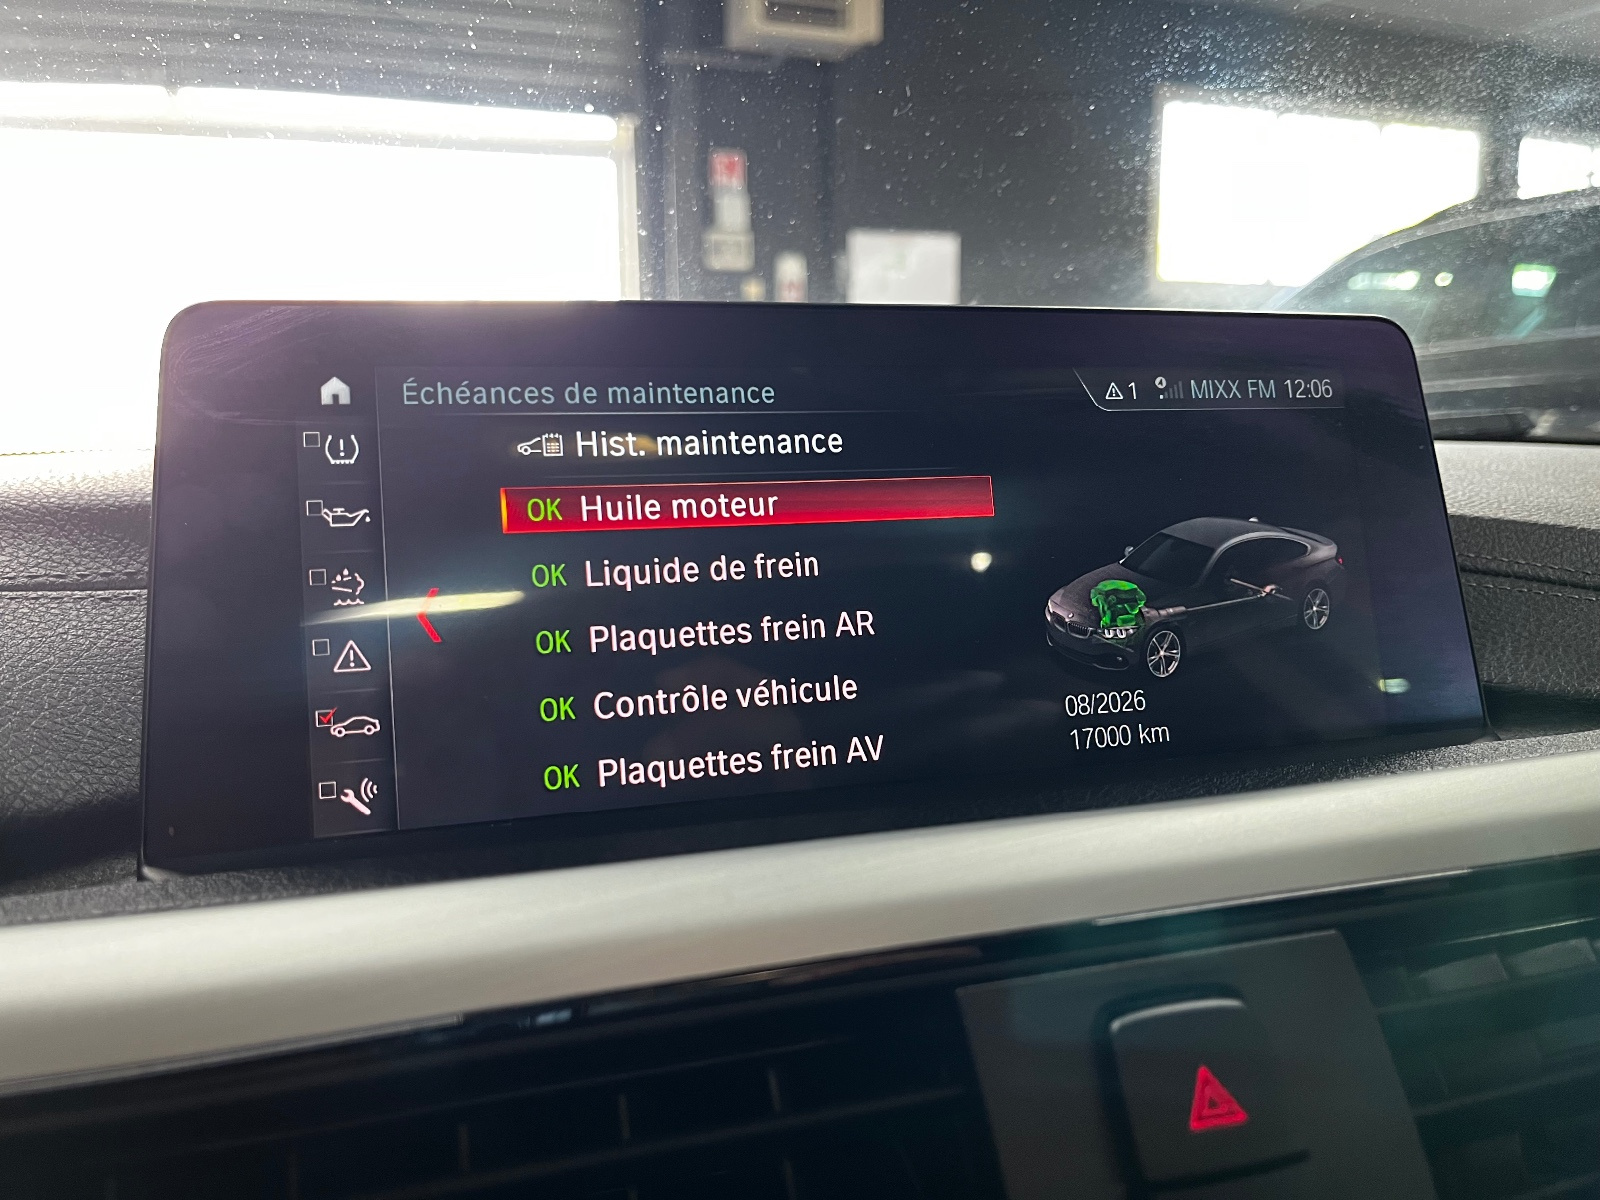 Échéances de maintenance
1 MIXX FM 12:06
Hist. maintenance
OK Huile moteur
OK Liquide de frein
OK Plaquettes frein AR
OK Contrôle véhicule
OK Plaquettes frein AV
08/2026
17000 km